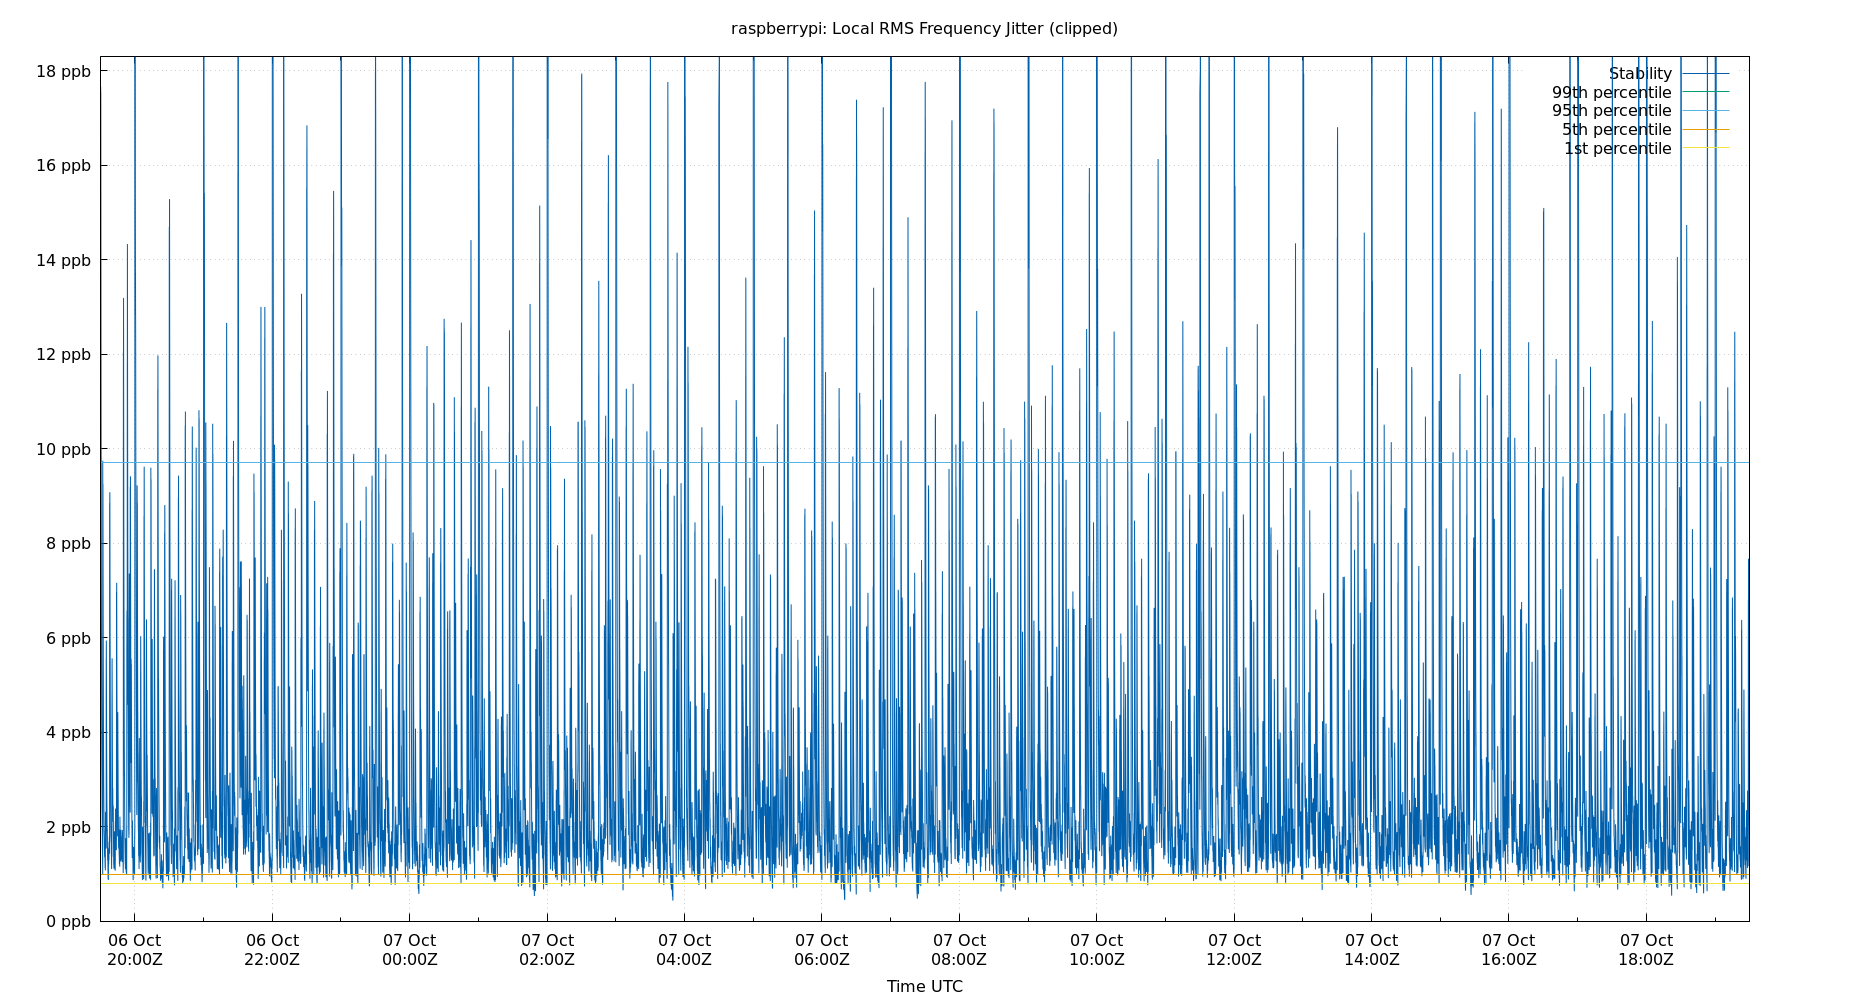 raspberrypi: Local RMS Frequency Jitter (clipped)
18 ppb
16 ppb
14 ppb
12 ppb
10 ppb
8 ppb
6 ppb
4 ppb
2 ppb
0 ppb
Stability
99th percentile
95th percentile
5th percentile
1st percentile
06 Oct 06 Oct 07 Oct 07 Oct 07 Oct 07 Oct 07 Oct 07 Oct 07 Oct 07 Oct 07 Oct 07 Oct
20:00Z 22:00Z 00:00Z 02:00Z 04:00Z 06:00Z 08:00Z 10:00Z 12:00Z 14:00Z 16:00Z 18:00Z
Time UTC